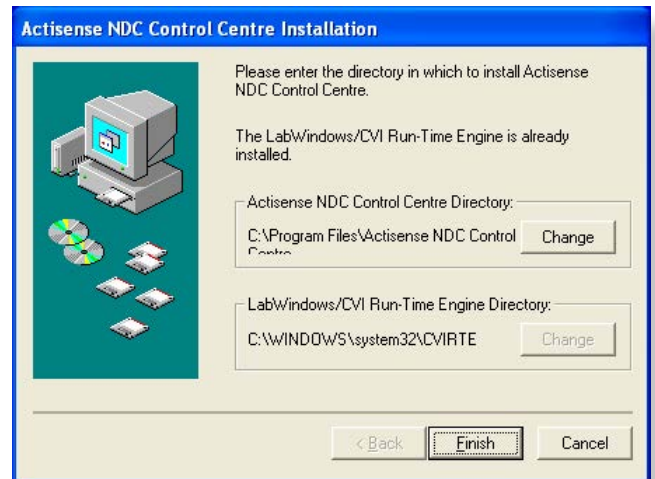 Actisense NDC Control Centre Installation
Please enter the directory in which to install Actisense
NDC Control Centre.
The LabWindows/CVI Run-Time Engine is already
installed.
Actisense NDC Control Centre Directory:
C:\Program Files\Actisense NDC Control
Centre
Change
LabWindows/CVI Run-Time Engine Directory:
C:\WINDOWS\system32\CVIRTE
Change
< Back
Finish
Cancel